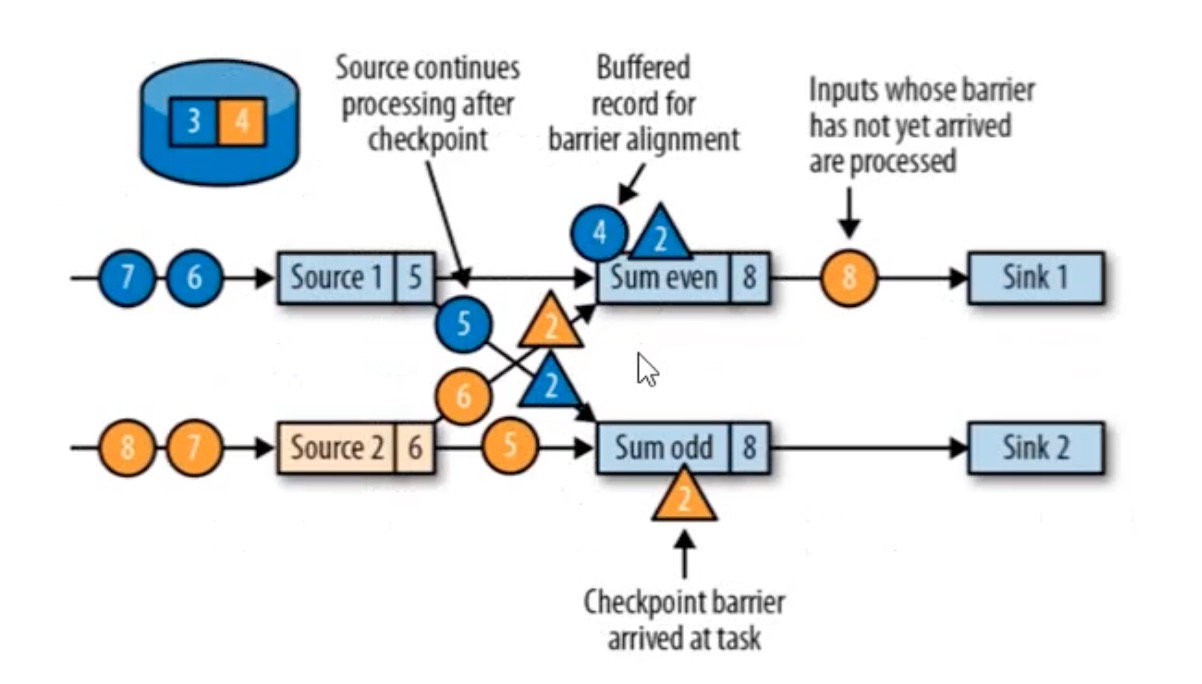 Source continues
processing after
checkpoint
Buffered
record for
barrier alignment
Inputs whose barrier
has not yet arrived
are processed
3 4
4 2
7 6 Source 1 5 Sum even 8 8 Sink 1
5 2
6 2
8 7 Source 2 6 5 Sum odd 8 Sink 2
2
Checkpoint barrier
arrived at task